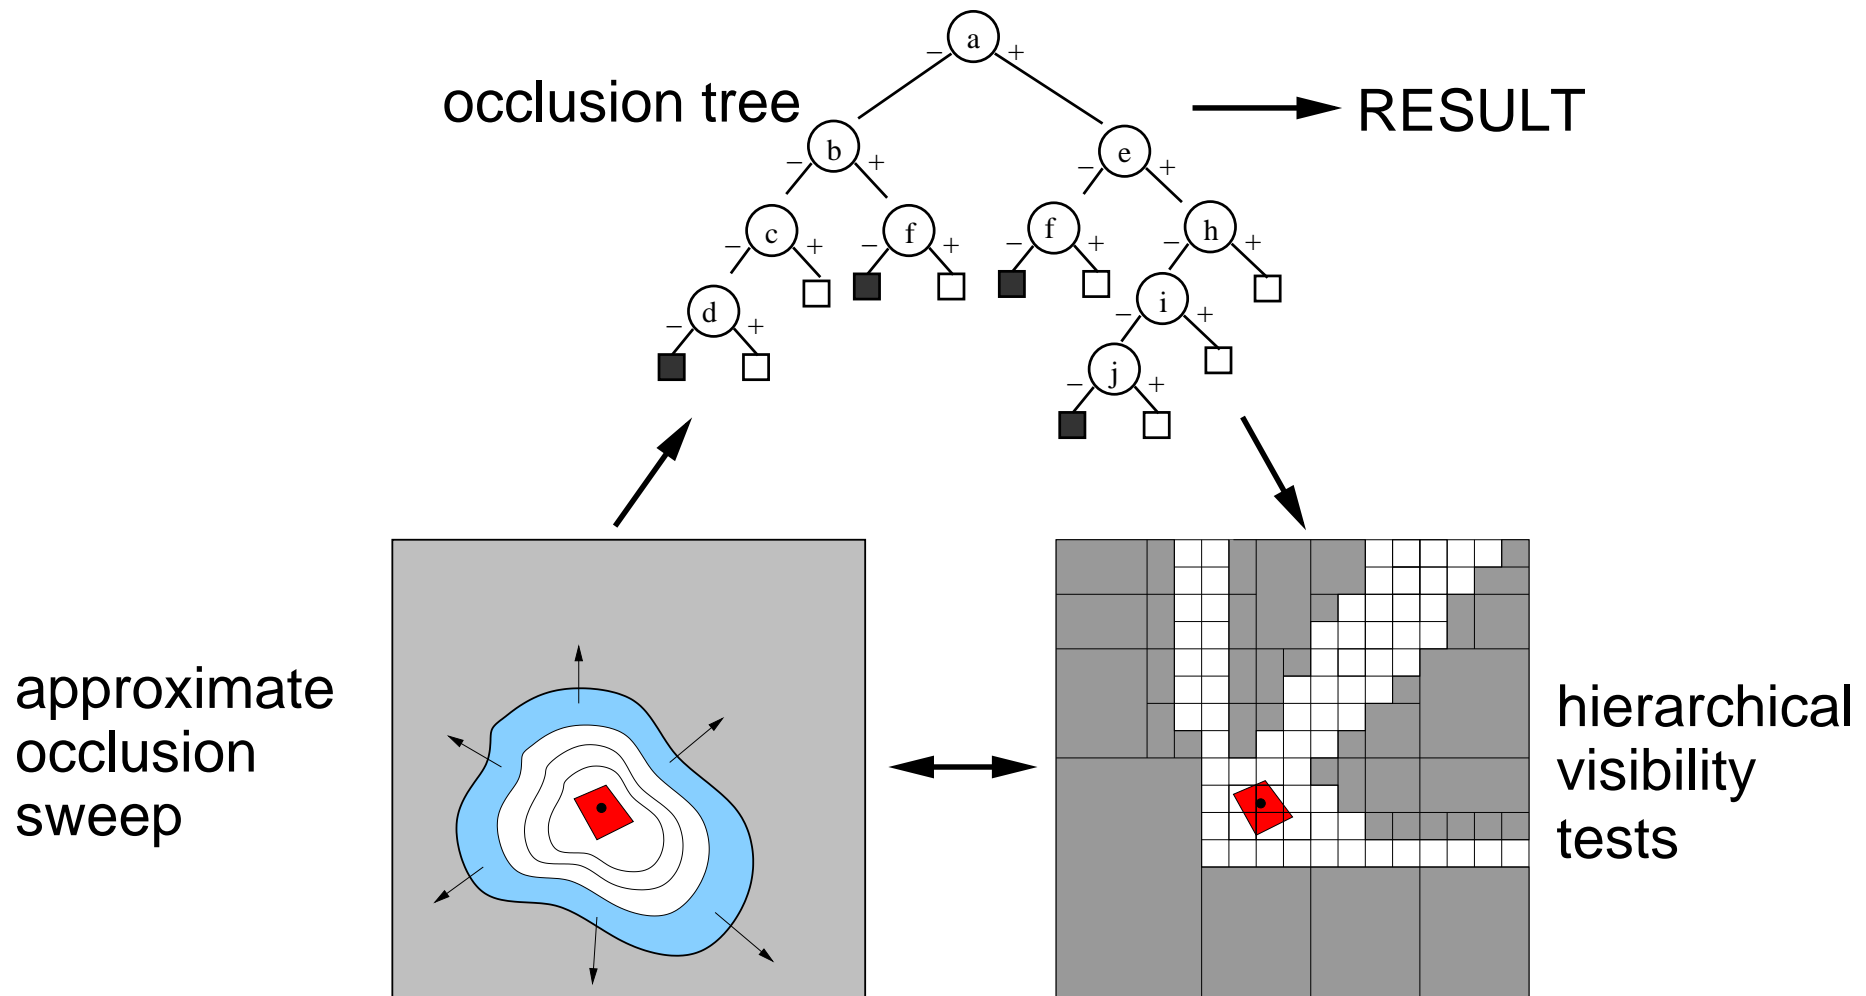 a
− +
occlusion tree
RESULT
b
e
− +
− +
c
f
f
h
− +
− +
− +
− +
d
i
− +
− +
j
− +
approximate
occlusion
sweep
hierarchical
visibility
tests